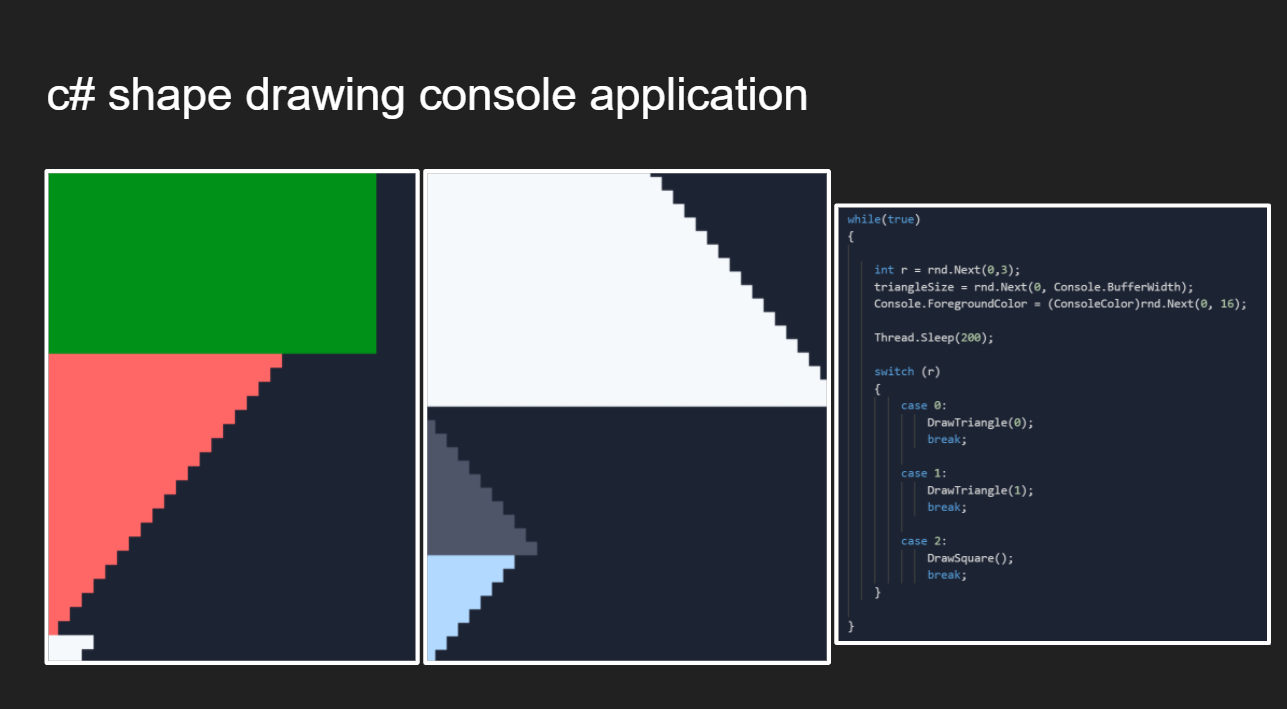 c# shape drawing console application
while(true)
{
int r = rnd.Next(0,3);
triangleSize = rnd.Next(0, Console.BufferWidth);
Console.ForegroundColor = (ConsoleColor)rnd.Next(0, 16);
Thread.Sleep(200);
switch (r)
{
case 0:
DrawTriangle(0);
break;
case 1:
DrawTriangle(1);
break;
case 2:
DrawSquare();
break;
}
}